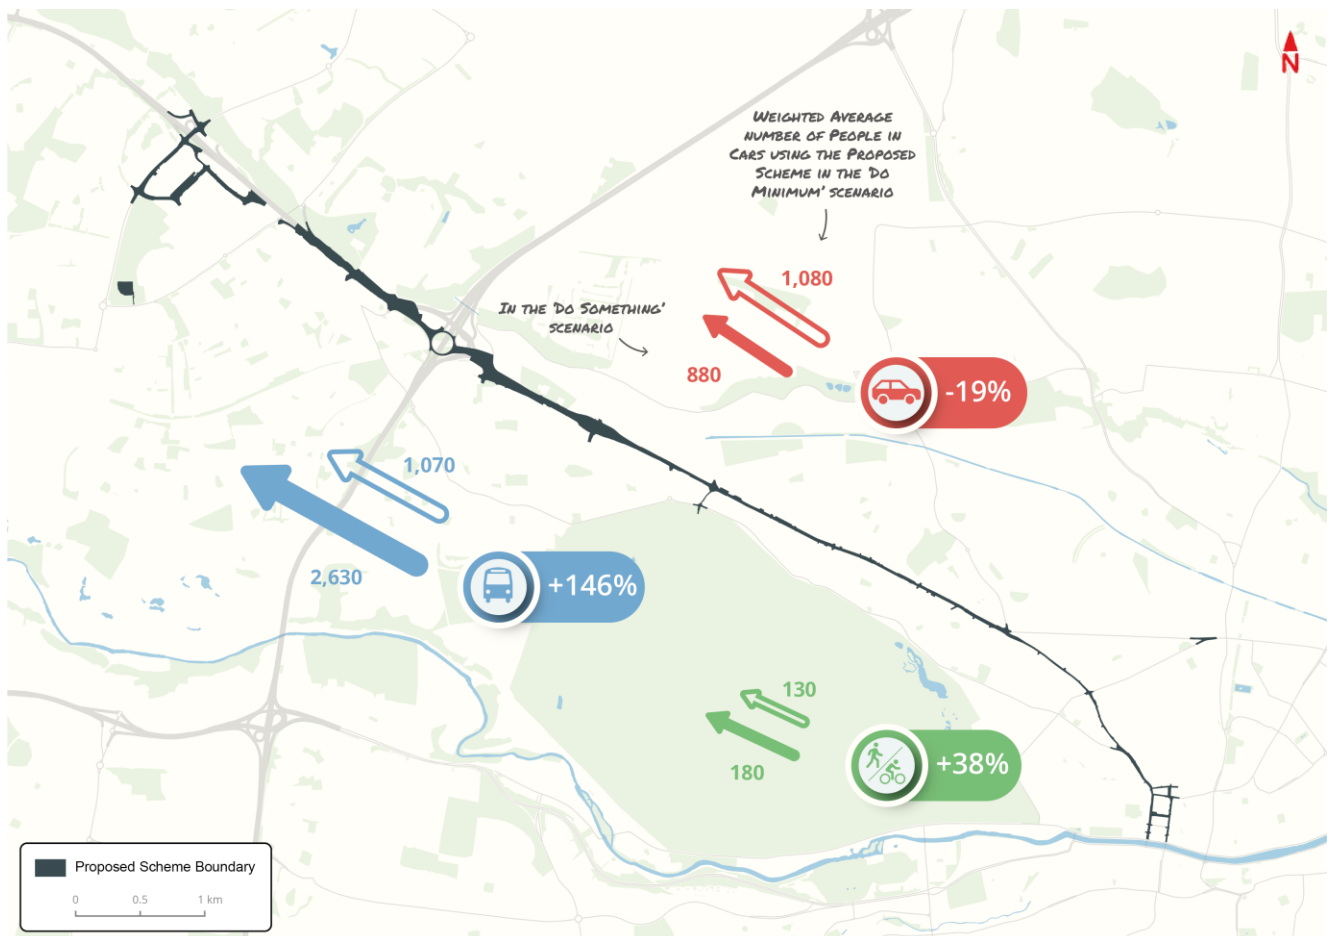 N
WEIGHTED AVERAGE
NUMBER OF PEOPLE IN
CARS USING THE PROPOSED
SCHEME IN THE 'DO
MINIMUM' SCENARIO
1,080
IN THE 'DO SOMETHING'
SCENARIO
880
-19%
1,070
2,630
+146%
130
180
+38%
Proposed Scheme Boundary
0 0.5 1 km